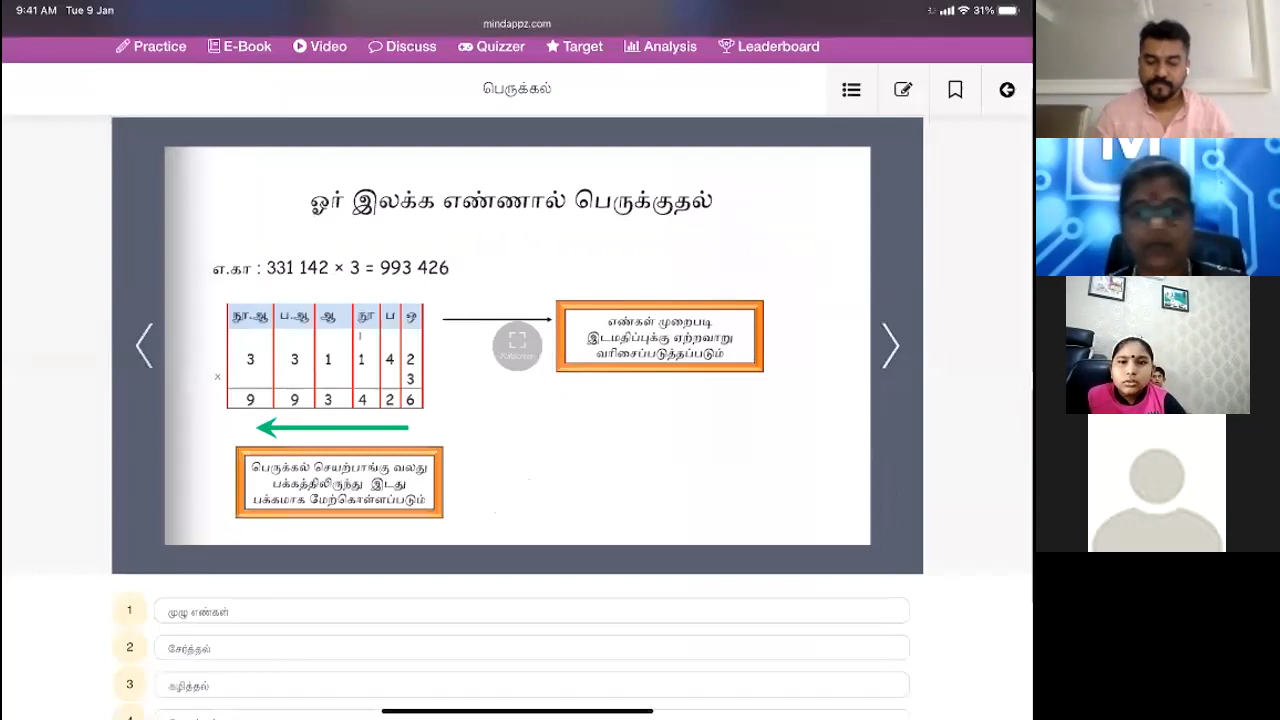 9:41 AM Tue 9 Jan
31%
mindappz.com
Practice E-Book Video Discuss Quizzer Target Analysis Leaderboard
பெருக்கல்
ஓர் இலக்க எண்ணால் பெருக்குதல்
எ.கா : 331 142 × 3 = 993 426
நூ.ஆ ப.ஆ ஆ நூ ப ஒ
1
3 3 1 1 4 2
x 3
9 9 3 4 2 6
எண்கள் முறைபடி
இடமதிப்புக்கு ஏற்றவாறு
வரிசைப்படுத்தப்படும்
பெருக்கல் செயற்பாங்கு வலது
பக்கத்திலிருந்து இடது
பக்கமாக மேற்கொள்ளப்படும்
1 முழு எண்கள்
2 சேர்த்தல்
3 கழித்தல்